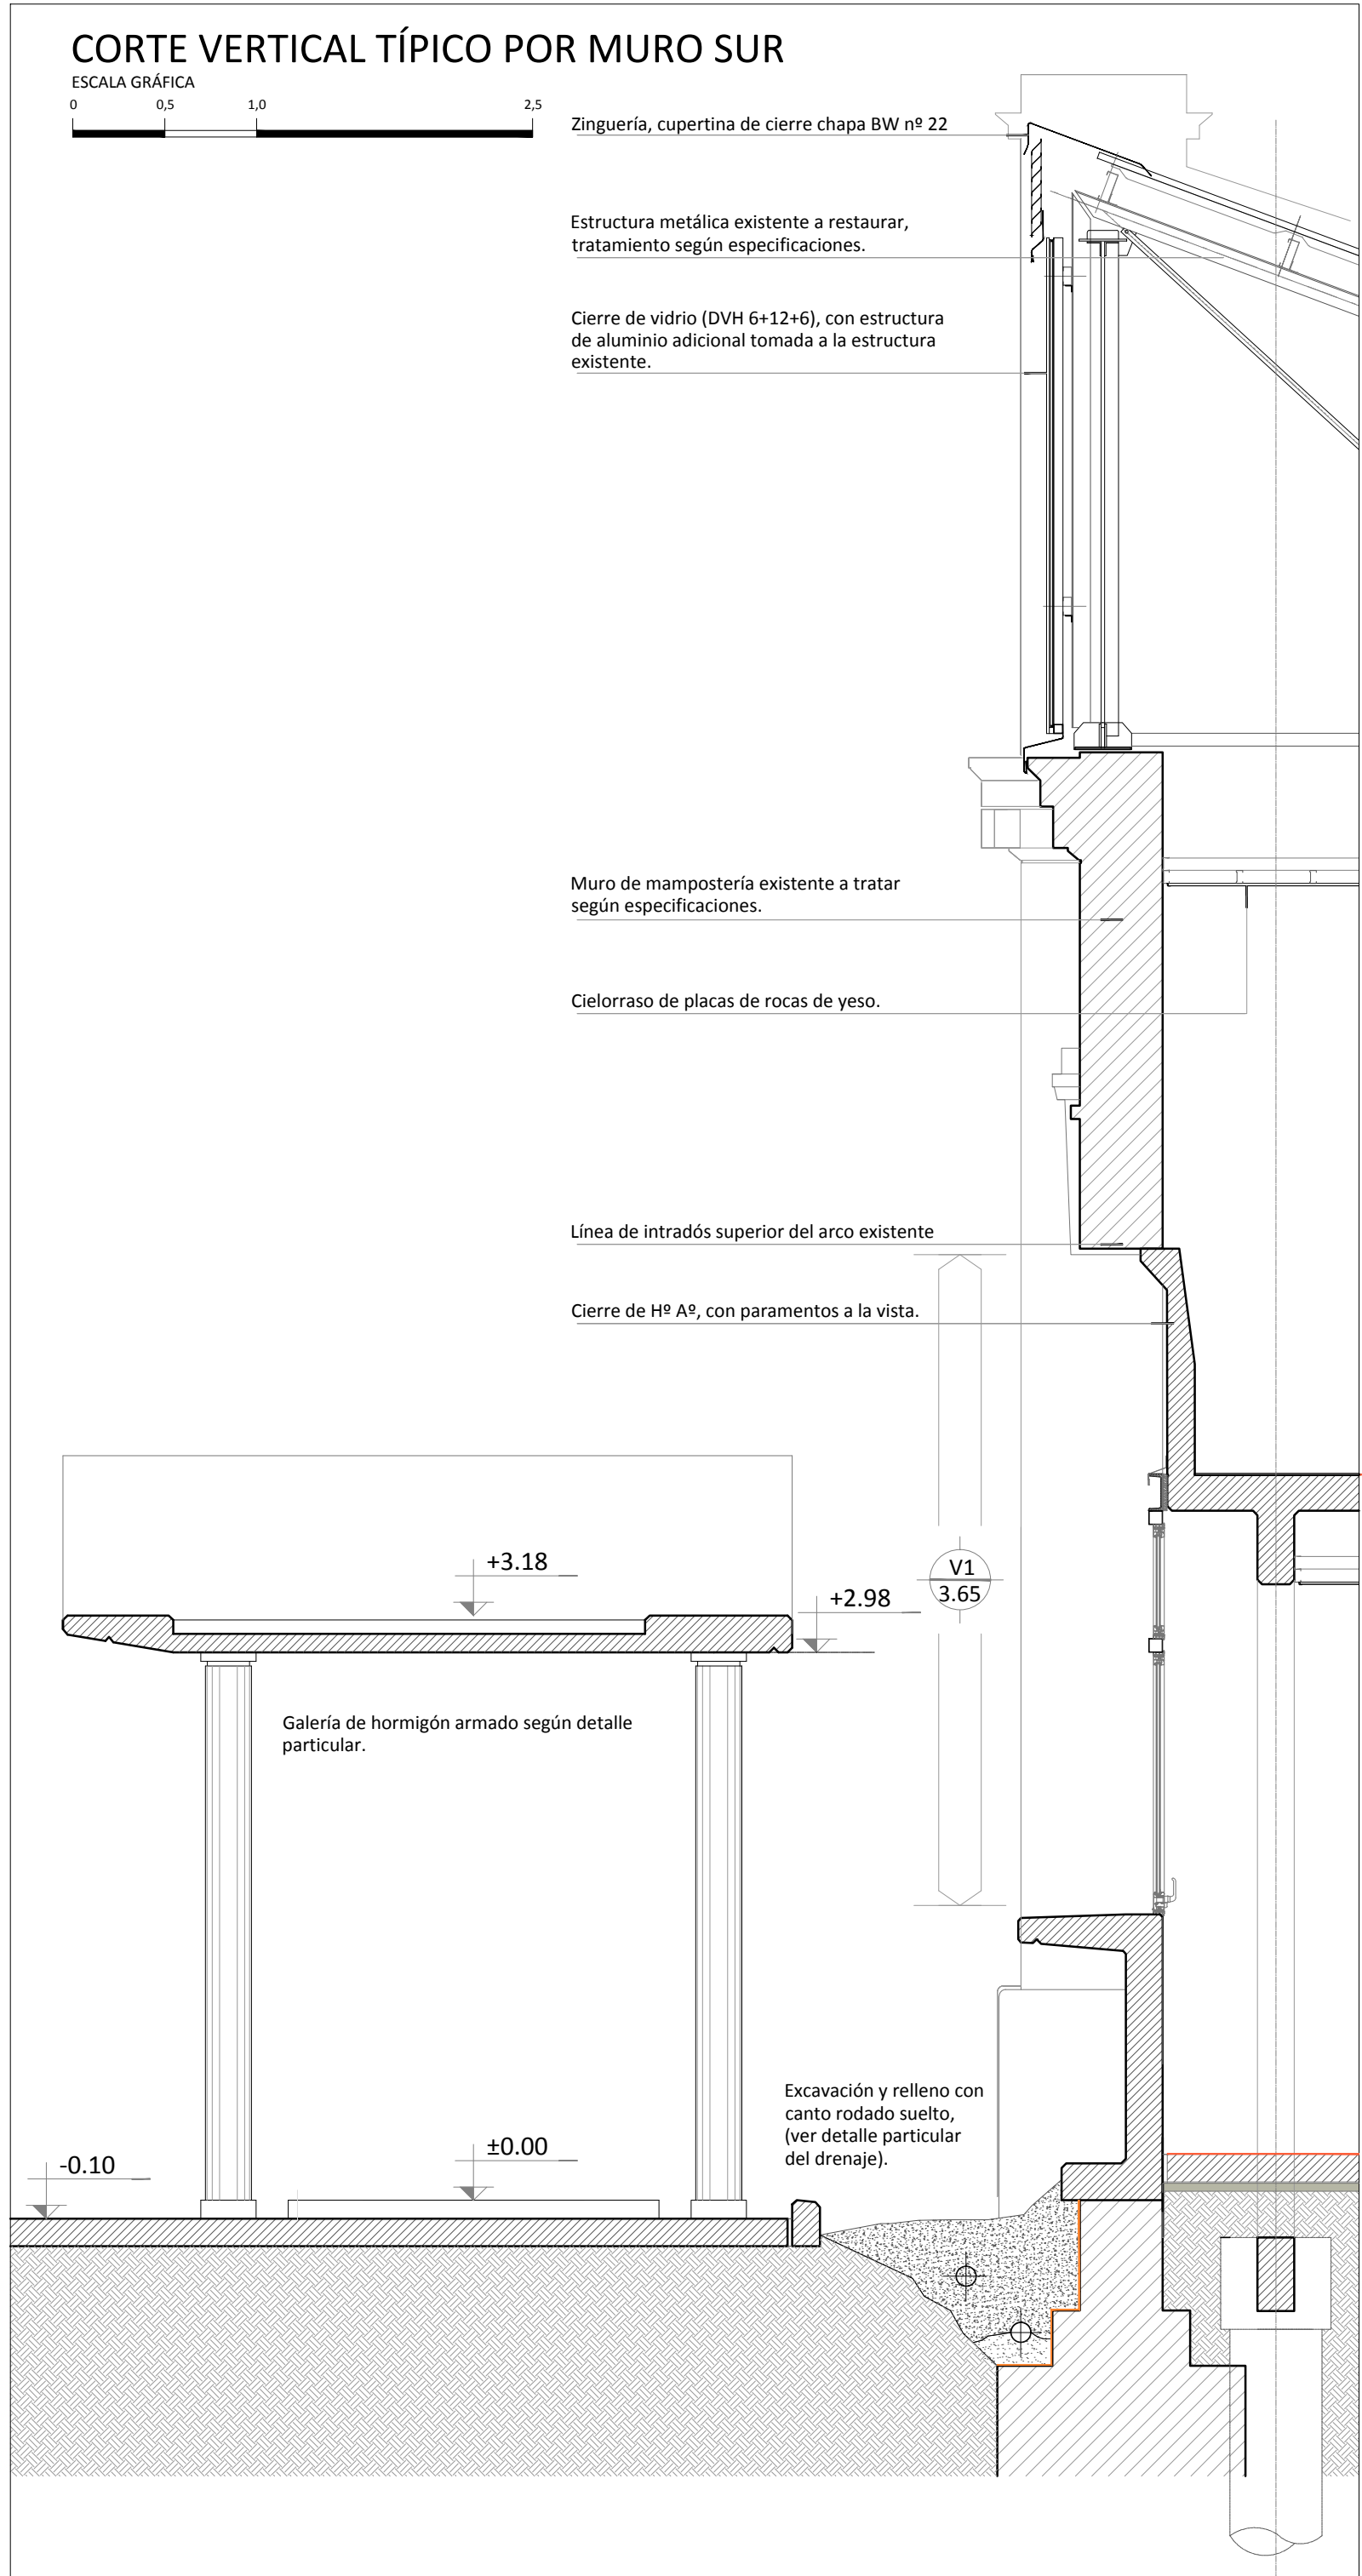 CORTE VERTICAL TÍPICO POR MURO SUR
ESCALA GRÁFICA
0 0,5 1,0 2,5
Zinguería, cupertina de cierre chapa BW nº 22
Estructura metálica existente a restaurar,
tratamiento según especificaciones.
Cierre de vidrio (DVH 6+12+6), con estructura
de aluminio adicional tomada a la estructura
existente.
Muro de mampostería existente a tratar
según especificaciones.
Cielorraso de placas de rocas de yeso.
Línea de intradós superior del arco existente
Cierre de Hº Aº, con paramentos a la vista.
+3.18
V1
3.65
+2.98
Galería de hormigón armado según detalle
particular.
Excavación y relleno con
canto rodado suelto,
(ver detalle particular
del drenaje).
±0.00
-0.10